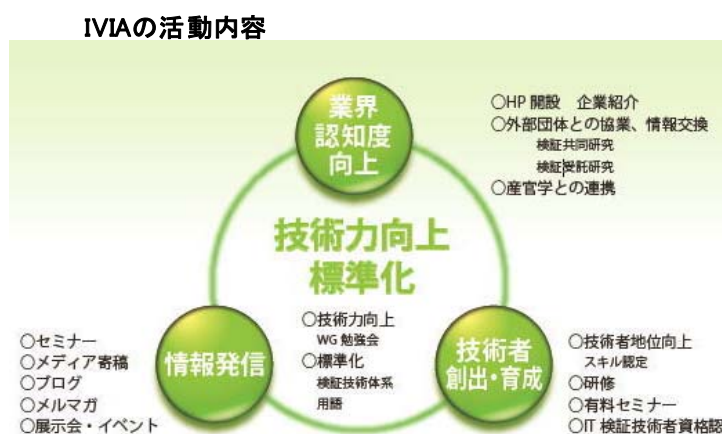 IVIAの活動内容
業界
認知度
向上
○HP 開設　企業紹介
○外部団体との協業、情報交換
検証共同研究
検証受託研究
○産官学との連携
技術力向上
標準化
○技術力向上
WG 勉強会
○標準化
検証技術体系
用語
情報発信
○セミナー
○メディア寄稿
○ブログ
○メルマガ
○展示会・イベント
技術者
創出・育成
○技術者地位向上
スキル認定
○研修
○有料セミナー
○IT 検証技術者資格認